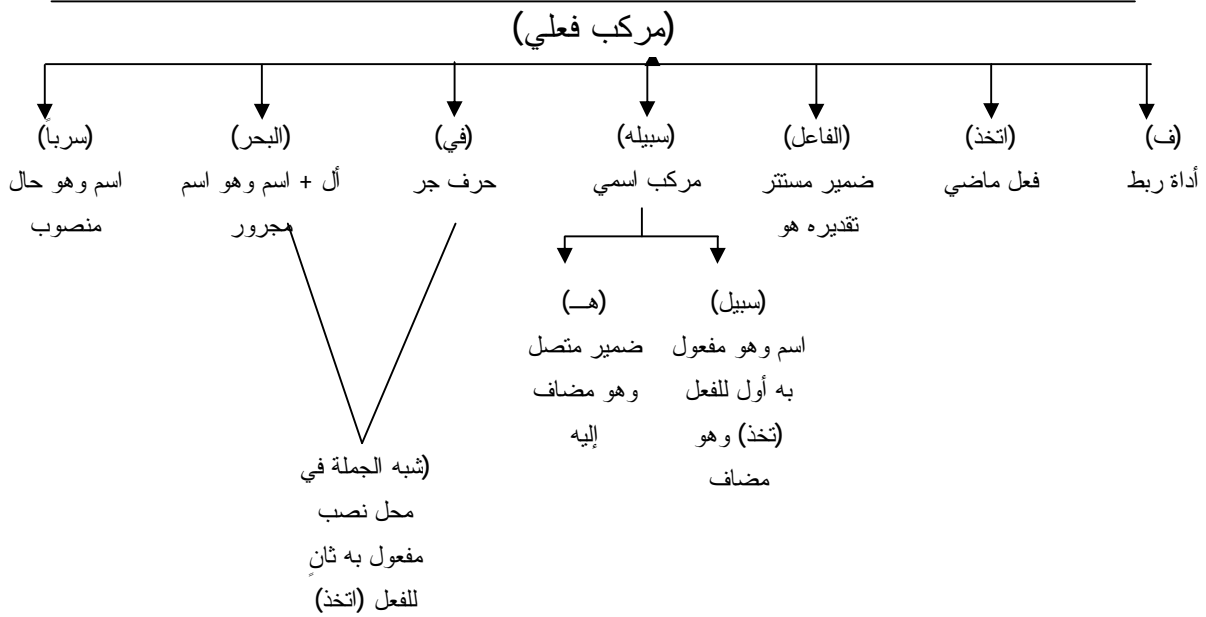 (مركب فعلي)
(ف)
أداة ربط
(اتخذ)
فعل ماضي
(الفاعل)
ضمير مستتر
تقديره هو
(سبيله)
مركب اسمي
(في)
حرف جر
(البحر)
أل + اسم وهو اسم
مجرور
(سرباً)
اسم وهو حال
منصوب
(سبيل)
اسم وهو مفعول
به أول للفعل
(تخذ) وهو
مضاف
(هـ)
ضمير متصل
وهو مضاف
إليه
(شبه الجملة في
محل نصب
مفعول به ثانٍ
للفعل (اتخذ)